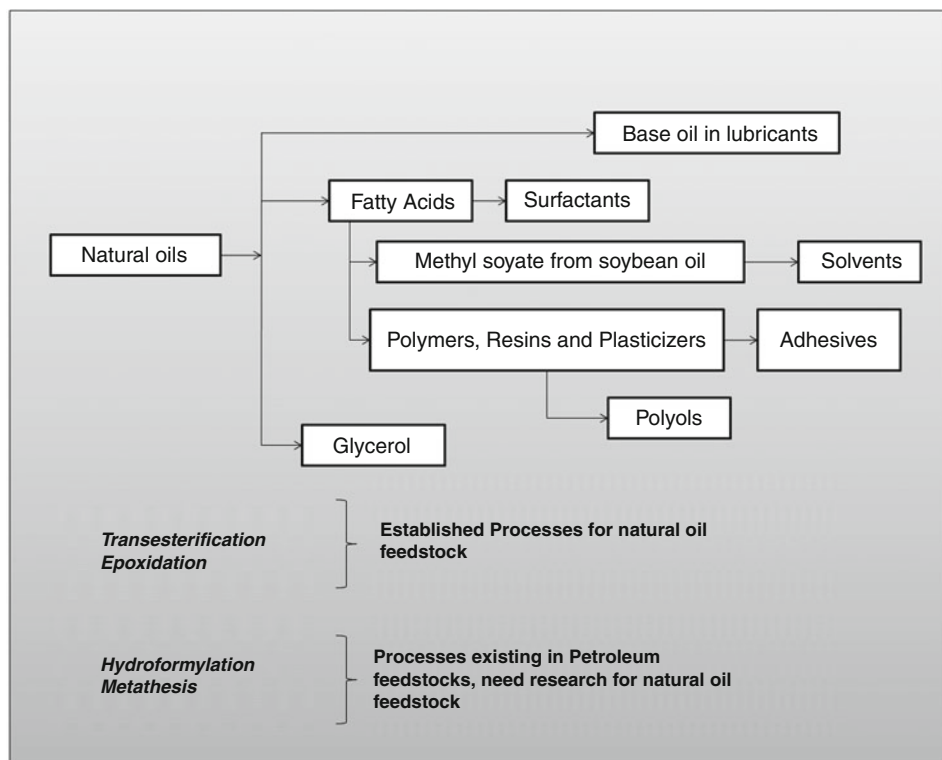 Base oil in lubricants
Fatty Acids
Surfactants
Natural oils
Methyl soyate from soybean oil
Solvents
Polymers, Resins and Plasticizers
Adhesives
Polyols
Glycerol
Transesterification
Epoxidation
Established Processes for natural oil
feedstock
Hydroformylation
Metathesis
Processes existing in Petroleum
feedstocks, need research for natural oil
feedstock